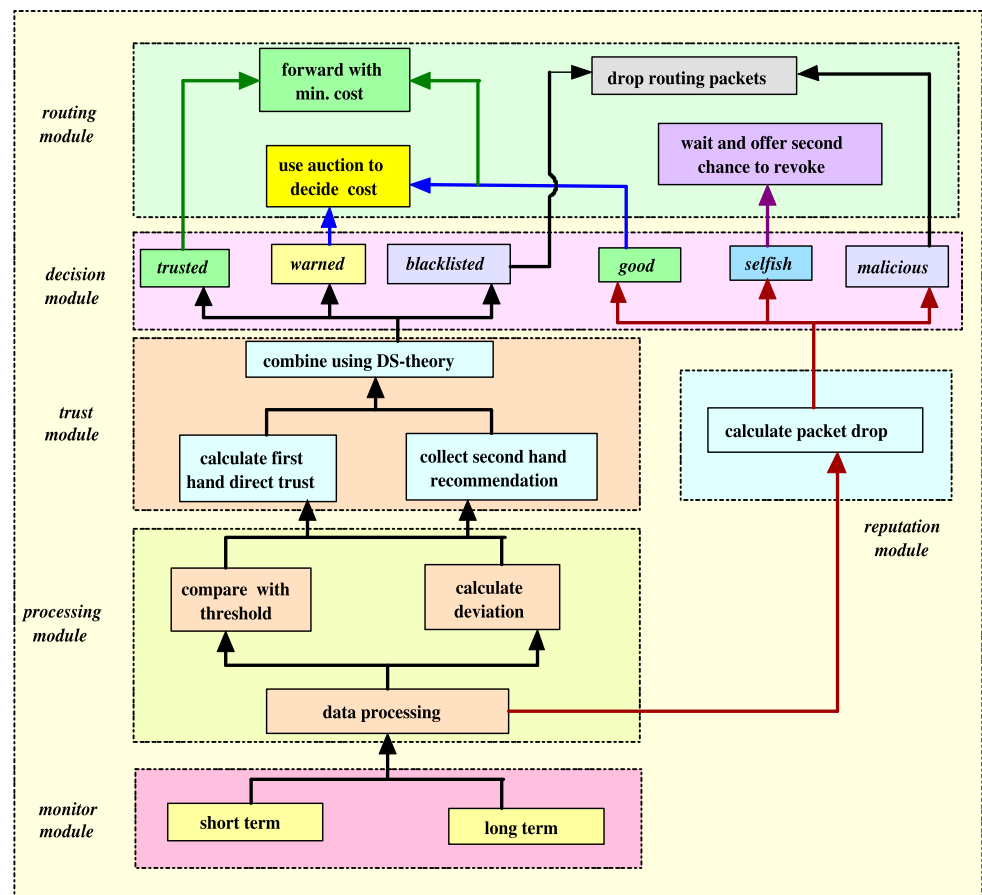 forward with
min. cost
drop routing packets
routing
module
use auction to
decide cost
wait and offer second
chance to revoke
decision
module
trusted
warned
blacklisted
good
selfish
malicious
combine using DS-theory
trust
module
calculate first
hand direct trust
collect second hand
recommendation
calculate packet drop
reputation
module
processing
module
compare with
threshold
calculate
deviation
data processing
monitor
module
short term
long term